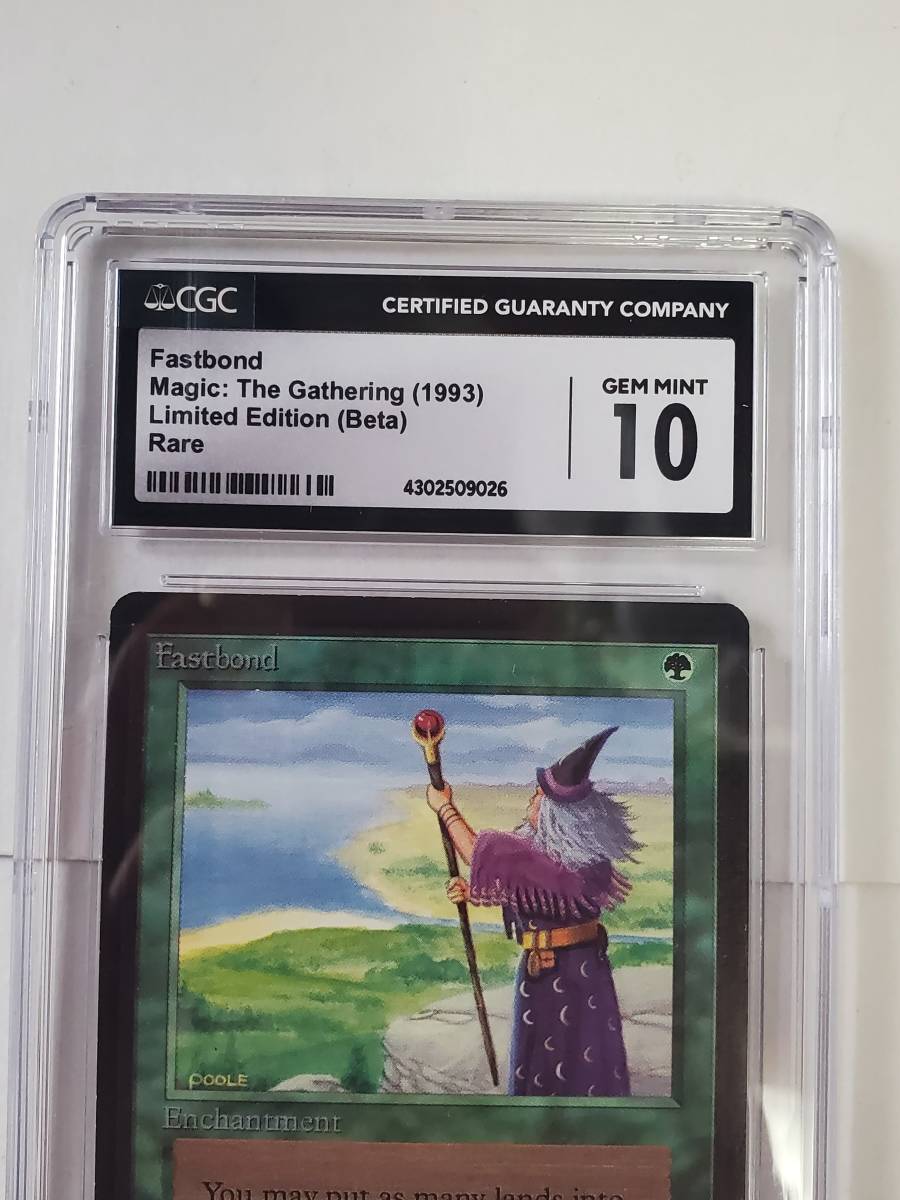 CGC
CERTIFIED GUARANTY COMPANY
Fastbond
Magic: The Gathering (1993)
Limited Edition (Beta)
Rare
GEM MINT
10
4302509026
Fastbond
POOLE
Enchantment
You may put as many lands into